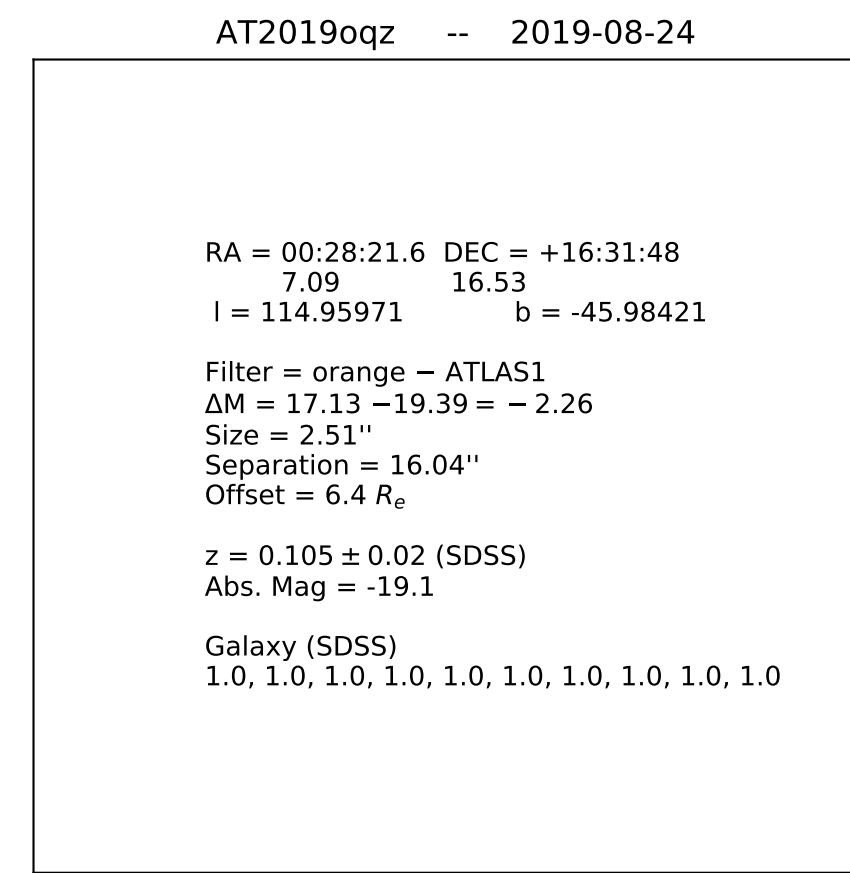 AT2019oqz -- 2019-08-24
RA = 00:28:21.6 DEC = +16:31:48
7.09 16.53
l = 114.95971 b = -45.98421
Filter = orange − ATLAS1
ΔM = 17.13 −19.39 = − 2.26
Size = 2.51''
Separation = 16.04''
Offset = 6.4 Re
z = 0.105 ± 0.02 (SDSS)
Abs. Mag = -19.1
Galaxy (SDSS)
1.0, 1.0, 1.0, 1.0, 1.0, 1.0, 1.0, 1.0, 1.0, 1.0